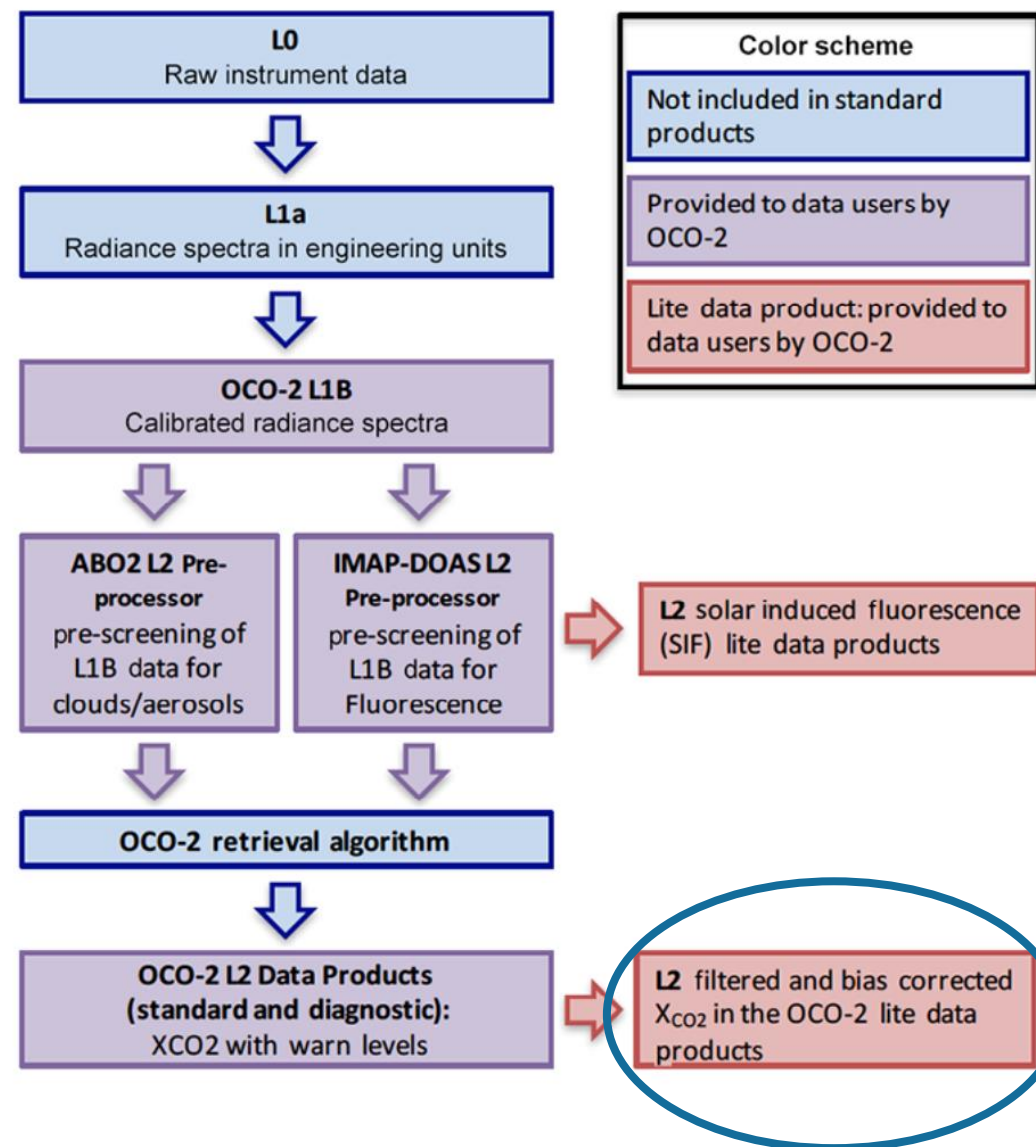 L0
Raw instrument data
L1a
Radiance spectra in engineering units
OCO-2 L1B
Calibrated radiance spectra
ABO2 L2 Pre-
processor
pre-screening of
L1B data for
clouds/aerosols
IMAP-DOAS L2
Pre-processor
pre-screening of
L1B data for
Fluorescence
L2 solar induced fluorescence
(SIF) lite data products
OCO-2 retrieval algorithm
OCO-2 L2 Data Products
(standard and diagnostic):
XCO2 with warn levels
L2 filtered and bias corrected
XCO2 in the OCO-2 lite data
products
Color scheme
Not included in standard
products
Provided to data users by
OCO-2
Lite data product: provided to
data users by OCO-2